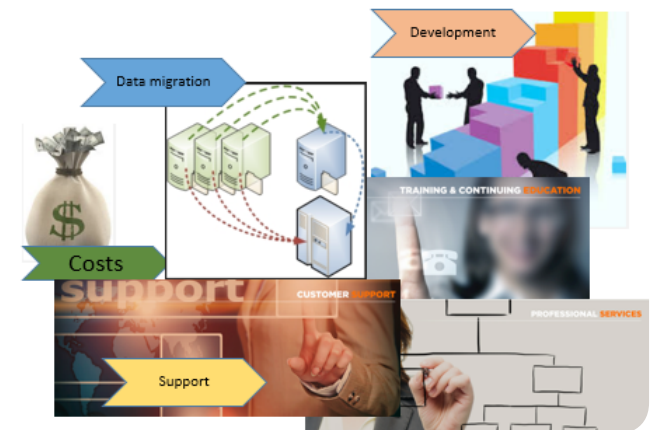 Development
Data migration
TRAINING & CONTINUING EDUCATION
$
Costs
support
CUSTOMER SUPPORT
PROFESSIONAL SERVICES
Support